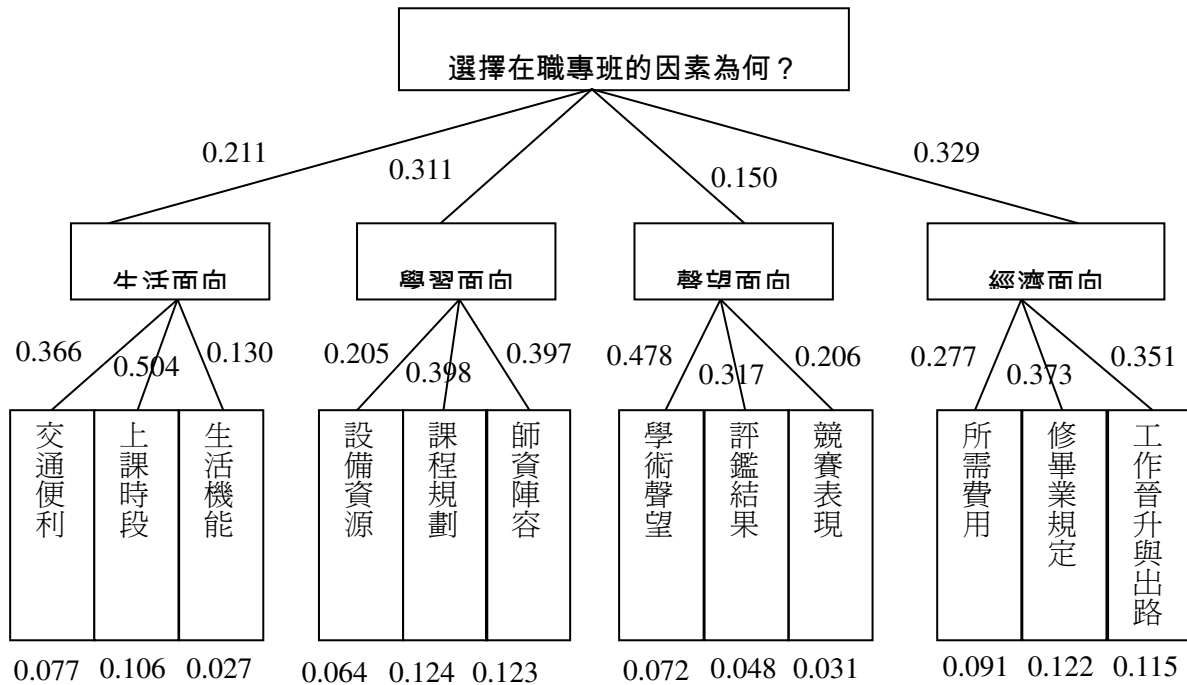 選擇在職專班的因素為何？
0.211
0.311
0.150
0.329
生活面向
學習面向
聲望面向
經濟面向
0.366
0.504
0.130
0.205
0.398
0.397
0.478
0.317
0.206
0.277
0.373
0.351
交通便利
上課時段
生活機能
設備資源
課程規劃
師資陣容
學術聲望
評鑑結果
競賽表現
所需費用
修畢業規定
工作晉升與出路
0.077
0.106
0.027
0.064
0.124
0.123
0.072
0.048
0.031
0.091
0.122
0.115